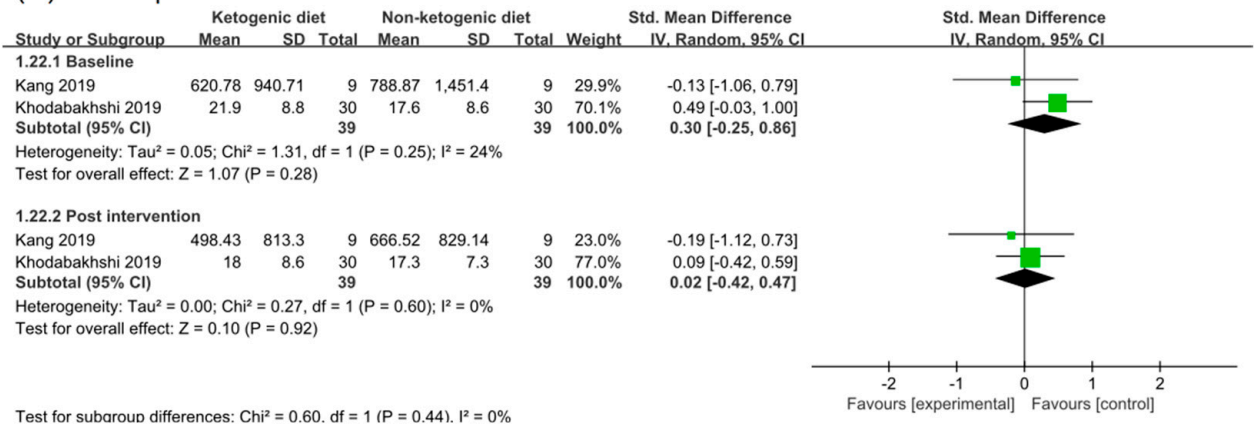 Ketogenic diet Non-ketogenic diet Std. Mean Difference Std. Mean Difference
Study or Subgroup Mean SD Total Mean SD Total Weight IV, Random, 95% CI IV, Random, 95% CI
1.22.1 Baseline
Kang 2019 620.78 940.71 9 788.87 1,451.4 9 29.9% -0.13 [-1.06, 0.79]
Khodabakhshi 2019 21.9 8.8 30 17.6 8.6 30 70.1% 0.49 [-0.03, 1.00]
Subtotal (95% CI) 39 39 100.0% 0.30 [-0.25, 0.86]
Heterogeneity: Tau² = 0.05; Chi² = 1.31, df = 1 (P = 0.25); I² = 24%
Test for overall effect: Z = 1.07 (P = 0.28)
1.22.2 Post intervention
Kang 2019 498.43 813.3 9 666.52 829.14 9 23.0% -0.19 [-1.12, 0.73]
Khodabakhshi 2019 18 8.6 30 17.3 7.3 30 77.0% 0.09 [-0.42, 0.59]
Subtotal (95% CI) 39 39 100.0% 0.02 [-0.42, 0.47]
Heterogeneity: Tau² = 0.00; Chi² = 0.27, df = 1 (P = 0.60); I² = 0%
Test for overall effect: Z = 0.10 (P = 0.92)
-2 -1 0 1 2
Favours [experimental] Favours [control]
Test for subgroup differences: Chi² = 0.60, df = 1 (P = 0.44), I² = 0%